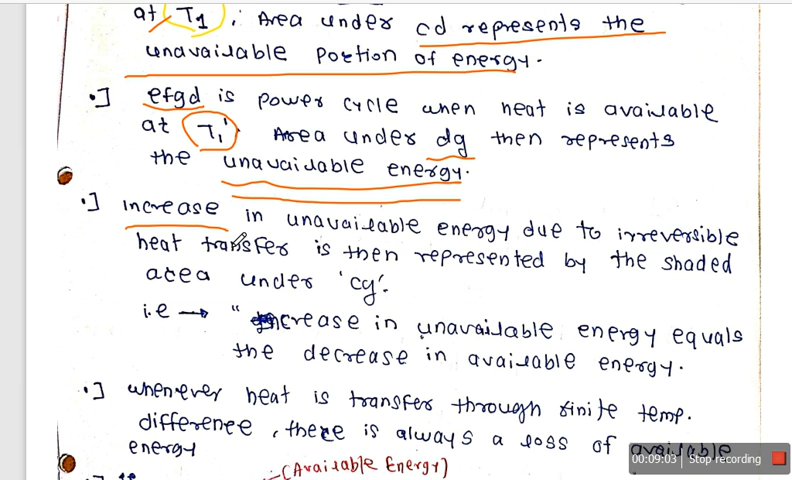 at T1. Area under cd represents the
unavailable portion of energy.
•] efgd is power cycle when heat is available
at T1' Area under dg then represents
the unavailable energy.
•] increase in unavailable energy due to irreversible
heat transfer is then represented by the shaded
area under 'cg'.
i.e → " increase in unavailable energy equals
the decrease in available energy.
•] whenever heat is transfer through finite temp.
difference, there is always a loss of available
energy
(Available Energy)
00:09:03 | Stop recording